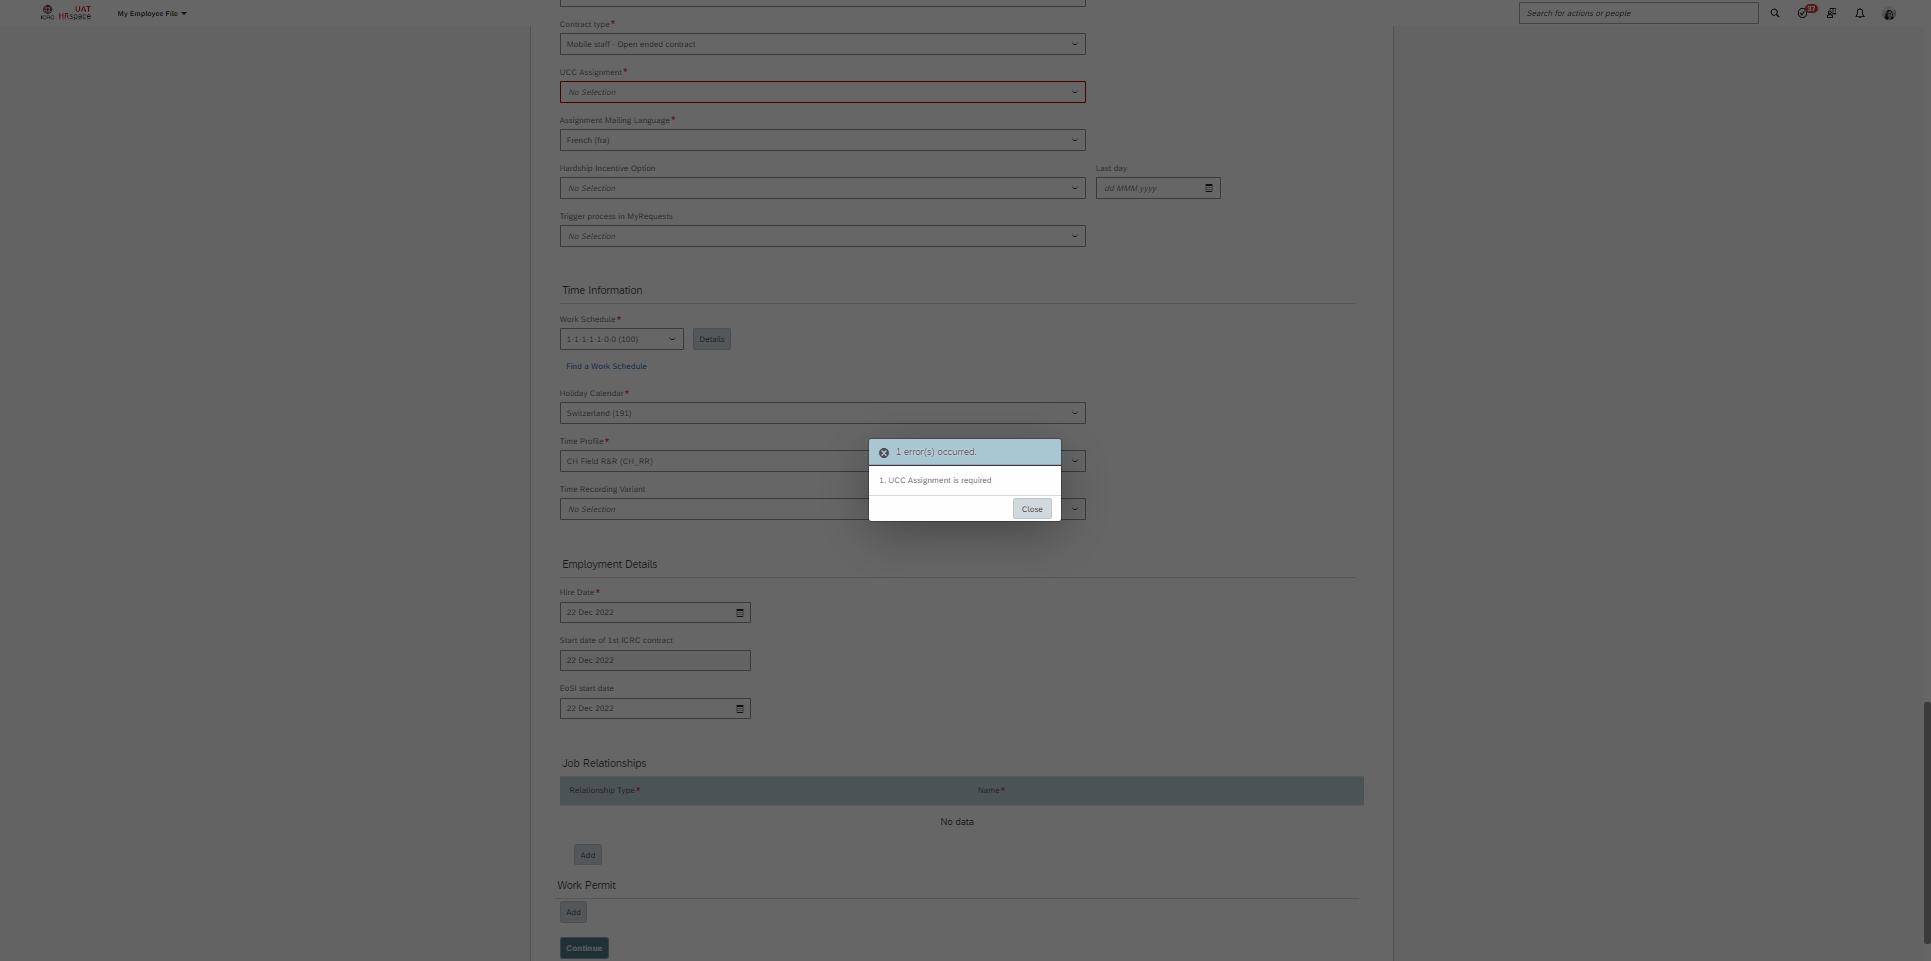 ICRC
UAT
HRspace
My Employee File
Search for actions or people
37
Contract type*
Mobile staff - Open ended contract
UCC Assignment*
No Selection
Assignment Mailing Language*
French (fra)
Hardship Incentive Option
Last day
No Selection
dd MMM yyyy
Trigger process in MyRequests
No Selection
Time Information
Work Schedule*
1-1-1-1-1-0-0 (100)
Details
Find a Work Schedule
Holiday Calendar*
Switzerland (191)
Time Profile*
CH Field R&R (CH_RR)
Time Recording Variant
No Selection
1 error(s) occurred.
1. UCC Assignment is required
Close
Employment Details
Hire Date*
22 Dec 2022
Start date of 1st ICRC contract
22 Dec 2022
EoSI start date
22 Dec 2022
Job Relationships
Relationship Type*
Name*
No data
Add
Work Permit
Add
Continue